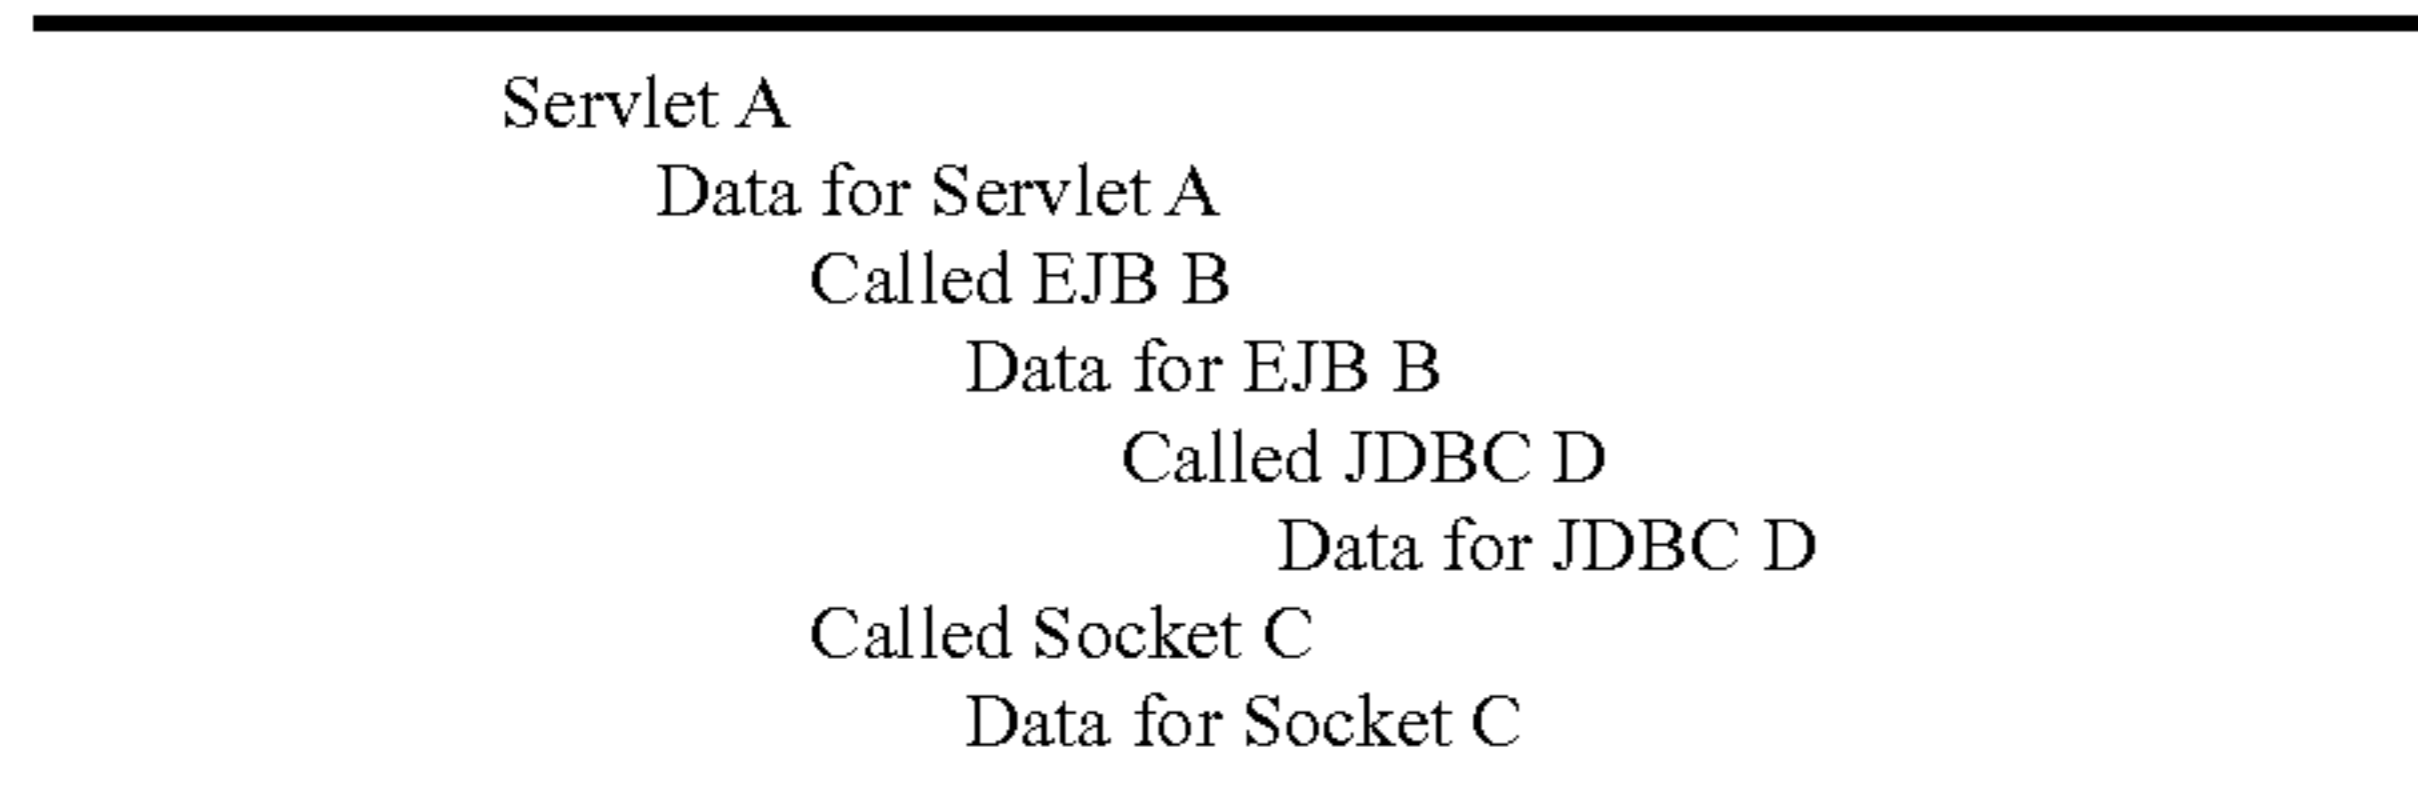 Servlet A
Data for Servlet A
Called EJB B
Data for EJB B
Called JDBC D
Data for JDBC D
Called Socket C
Data for Socket C